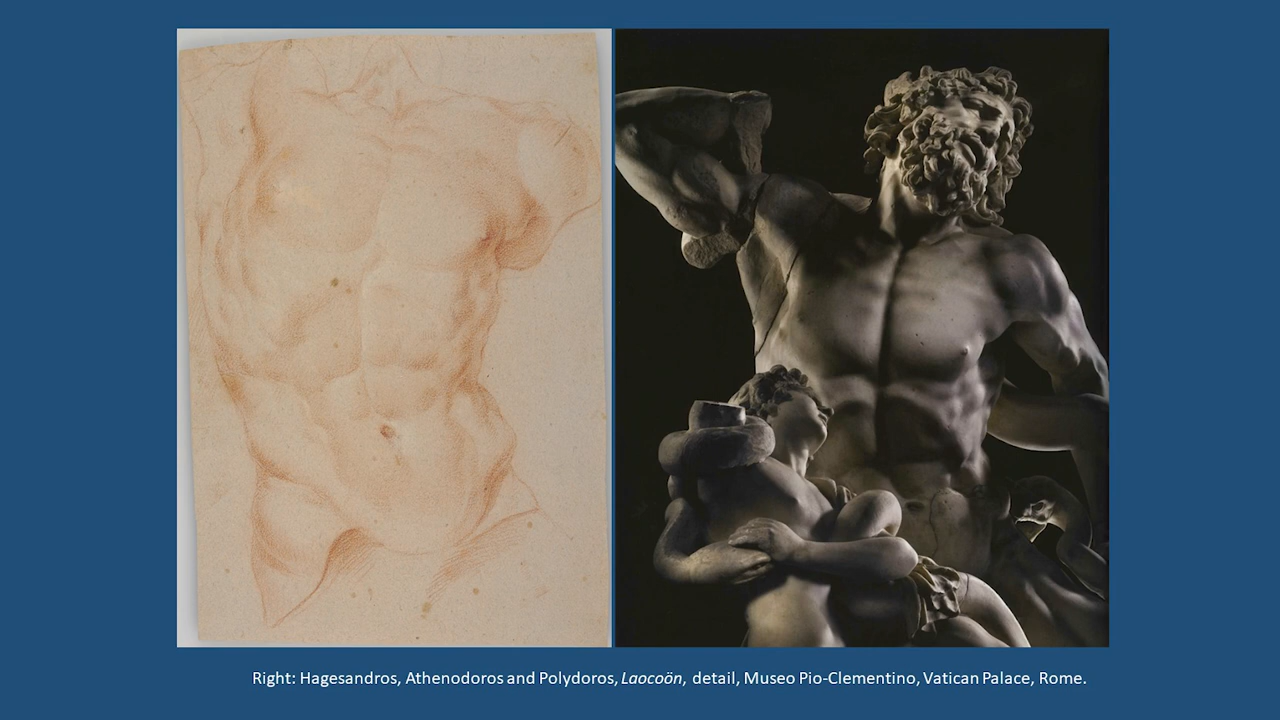 Right: Hagesandros, Athenodoros and Polydoros, Laocoön, detail, Museo Pio-Clementino, Vatican Palace, Rome.